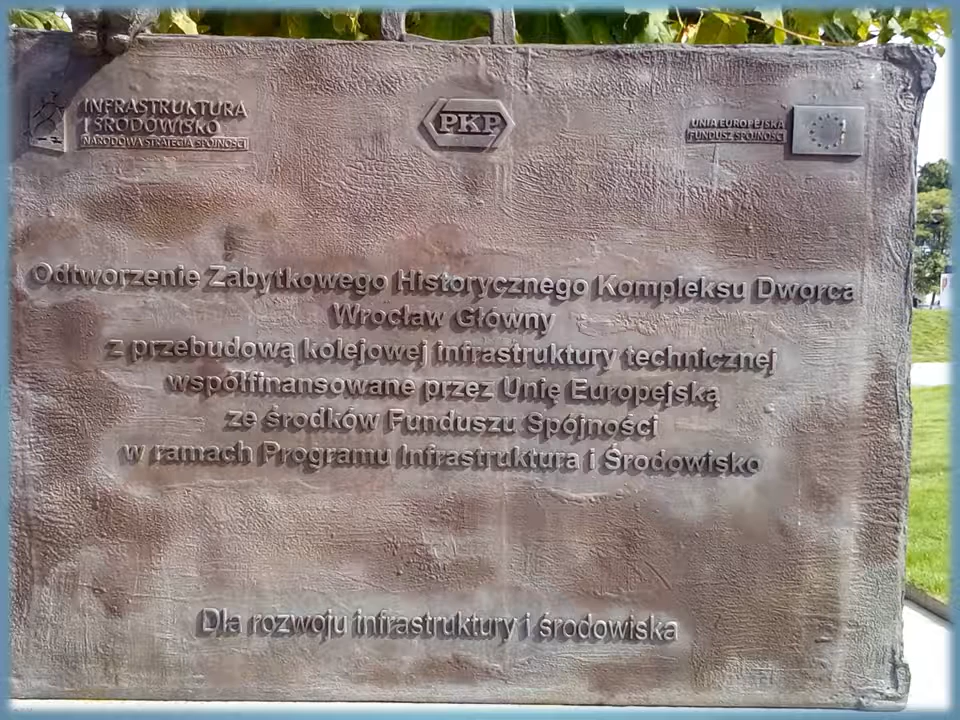 INFRASTRUKTURA
I ŚRODOWISKO
NARODOWA STRATEGIA SPÓJNOŚCI
PKP
UNIA EUROPEJSKA
FUNDUSZ SPÓJNOŚCI
Odtworzenie Zabytkowego Historycznego Kompleksu Dworca
Wrocław Główny
z przebudową kolejowej infrastruktury technicznej
współfinansowane przez Unię Europejską
ze środków Funduszu Spójności
w ramach Programu Infrastruktura i Środowisko
Dla rozwoju infrastruktury i środowiska